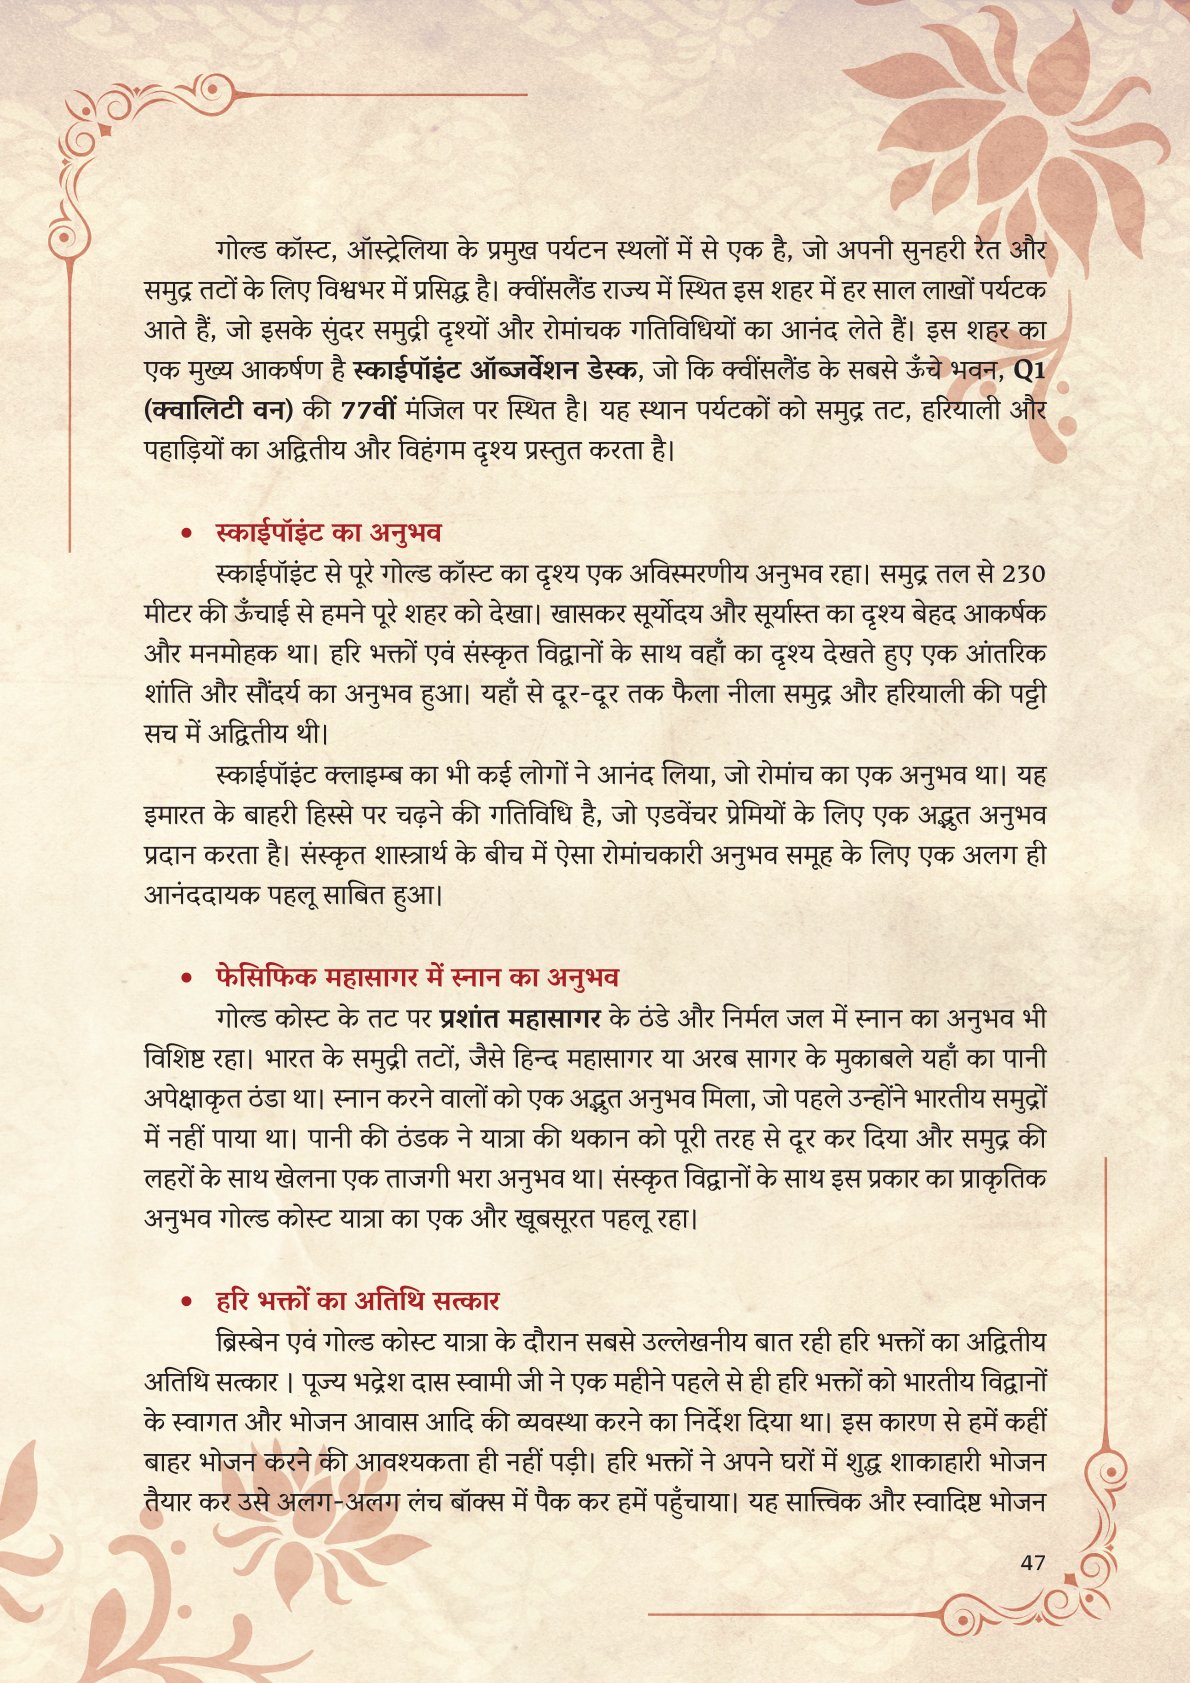 गोल्ड कॉस्ट, ऑस्ट्रेलिया के प्रमुख पर्यटन स्थलों में से एक है, जो अपनी सुनहरी रेत और
समुद्र तटों के लिए विश्वभर में प्रसिद्ध है। क्वींसलैंड राज्य में स्थित इस शहर में हर साल लाखों पर्यटक
आते हैं, जो इसके सुंदर समुद्री दृश्यों और रोमांचक गतिविधियों का आनंद लेते हैं। इस शहर का
एक मुख्य आकर्षण है स्काईपॉइंट ऑब्जर्वेशन डेस्क, जो कि क्वींसलैंड के सबसे ऊँचे भवन, Q1
(क्वालिटी वन) की 77वीं मंजिल पर स्थित है। यह स्थान पर्यटकों को समुद्र तट, हरियाली और
पहाड़ियों का अद्वितीय और विहंगम दृश्य प्रस्तुत करता है।
• स्काईपॉइंट का अनुभव
स्काईपॉइंट से पूरे गोल्ड कॉस्ट का दृश्य एक अविस्मरणीय अनुभव रहा। समुद्र तल से 230
मीटर की ऊँचाई से हमने पूरे शहर को देखा। खासकर सूर्योदय और सूर्यास्त का दृश्य बेहद आकर्षक
और मनमोहक था। हरि भक्तों एवं संस्कृत विद्वानों के साथ वहाँ का दृश्य देखते हुए एक आंतरिक
शांति और सौंदर्य का अनुभव हुआ। यहाँ से दूर-दूर तक फैला नीला समुद्र और हरियाली की पट्टी
सच में अद्वितीय थी।
स्काईपॉइंट क्लाइम्ब का भी कई लोगों ने आनंद लिया, जो रोमांच का एक अनुभव था। यह
इमारत के बाहरी हिस्से पर चढ़ने की गतिविधि है, जो एडवेंचर प्रेमियों के लिए एक अद्भुत अनुभव
प्रदान करता है। संस्कृत शास्त्रार्थ के बीच में ऐसा रोमांचकारी अनुभव समूह के लिए एक अलग ही
आनंददायक पहलू साबित हुआ।
• फेसिफिक महासागर में स्नान का अनुभव
गोल्ड कोस्ट के तट पर प्रशांत महासागर के ठंडे और निर्मल जल में स्नान का अनुभव भी
विशिष्ट रहा। भारत के समुद्री तटों, जैसे हिन्द महासागर या अरब सागर के मुकाबले यहाँ का पानी
अपेक्षाकृत ठंडा था। स्नान करने वालों को एक अद्भुत अनुभव मिला, जो पहले उन्होंने भारतीय समुद्रों
में नहीं पाया था। पानी की ठंडक ने यात्रा की थकान को पूरी तरह से दूर कर दिया और समुद्र की
लहरों के साथ खेलना एक ताजगी भरा अनुभव था। संस्कृत विद्वानों के साथ इस प्रकार का प्राकृतिक
अनुभव गोल्ड कोस्ट यात्रा का एक और खूबसूरत पहलू रहा।
• हरि भक्तों का अतिथि सत्कार
ब्रिस्बेन एवं गोल्ड कोस्ट यात्रा के दौरान सबसे उल्लेखनीय बात रही हरि भक्तों का अद्वितीय
अतिथि सत्कार । पूज्य भद्रेश दास स्वामी जी ने एक महीने पहले से ही हरि भक्तों को भारतीय विद्वानों
के स्वागत और भोजन आवास आदि की व्यवस्था करने का निर्देश दिया था। इस कारण से हमें कहीं
बाहर भोजन करने की आवश्यकता ही नहीं पड़ी। हरि भक्तों ने अपने घरों में शुद्ध शाकाहारी भोजन
तैयार कर उसे अलग-अलग लंच बॉक्स में पैक कर हमें पहुँचाया। यह सात्त्विक और स्वादिष्ट भोजन
47